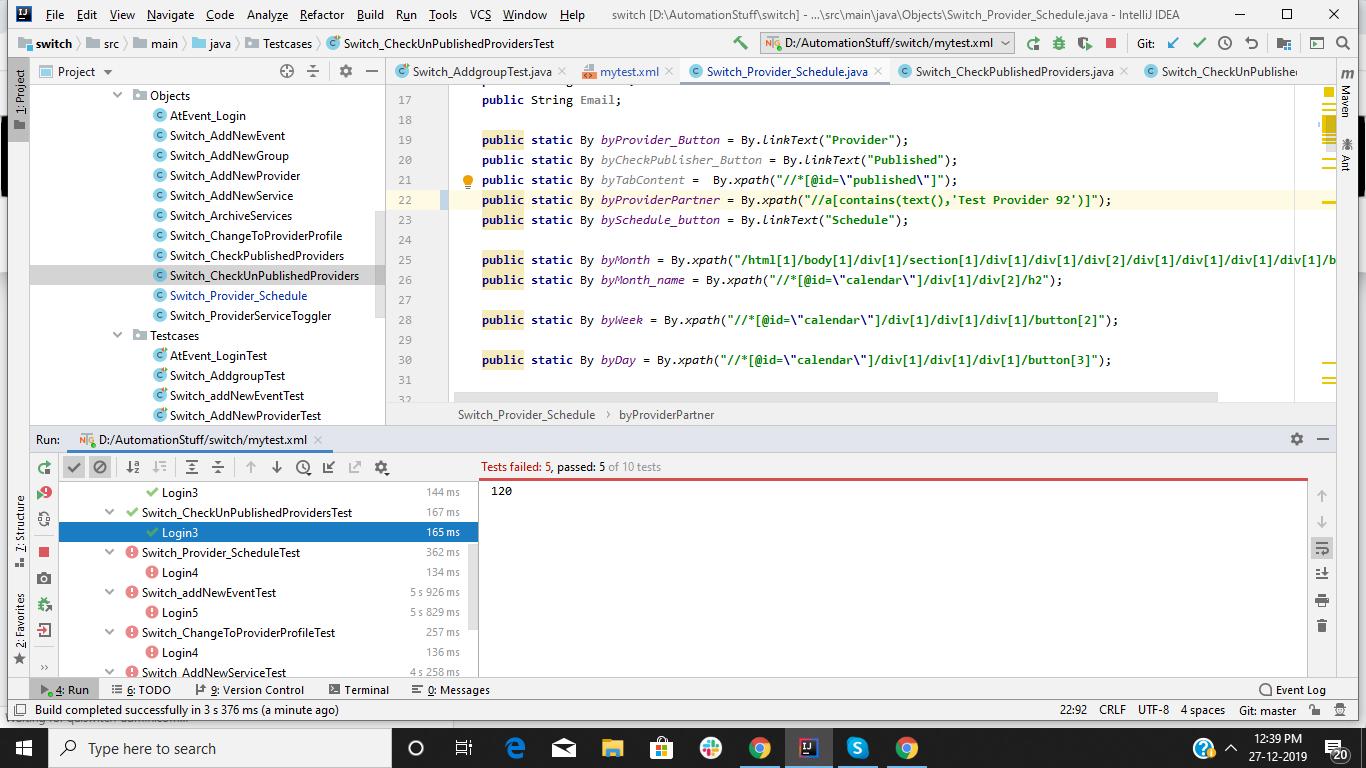 File Edit View Navigate Code Analyze Refactor Build Run Tools VCS Window Help switch [D:\AutomationStuff\switch] - ...\src\main\java\Objects\Switch_Provider_Schedule.java - IntelliJ IDEA
switch src main java Testcases Switch_CheckUnPublishedProvidersTest D:/AutomationStuff/switch/mytest.xml Git:
Project Switch_AddgroupTest.java mytest.xml Switch_Provider_Schedule.java Switch_CheckPublishedProviders.java Switch_CheckUnPublishe
1: Project
Maven
Ant
Objects
AtEvent_Login
Switch_AddNewEvent
Switch_AddNewGroup
Switch_AddNewProvider
Switch_AddNewService
Switch_ArchiveServices
Switch_ChangeToProviderProfile
Switch_CheckPublishedProviders
Switch_CheckUnPublishedProviders
Switch_Provider_Schedule
Switch_ProviderServiceToggler
Testcases
AtEvent_LoginTest
Switch_AddgroupTest
Switch_addNewEventTest
Switch_AddNewProviderTest
17 public String Email;
18
19 public static By byProvider_Button = By.linkText("Provider");
20 public static By byCheckPublisher_Button = By.linkText("Published");
21 public static By byTabContent =  By.xpath("//*[@id=\"published\"]");
22 public static By byProviderPartner = By.xpath("//a[contains(text(),'Test Provider 92')]");
23 public static By bySchedule_button = By.linkText("Schedule");
24
25 public static By byMonth = By.xpath("/html[1]/body[1]/div[1]/section[1]/div[1]/div[1]/div[2]/div[1]/div[1]/div[1]/div[1]/b
26 public static By byMonth_name = By.xpath("//*[@id=\"calendar\"]/div[1]/div[2]/h2");
27
28 public static By byWeek = By.xpath("//*[@id=\"calendar\"]/div[1]/div[1]/div[1]/button[2]");
29
30 public static By byDay = By.xpath("//*[@id=\"calendar\"]/div[1]/div[1]/div[1]/button[3]");
31
32
Switch_Provider_Schedule › byProviderPartner
Run: D:/AutomationStuff/switch/mytest.xml
Tests failed: 5, passed: 5 of 10 tests
Login3 144 ms
Switch_CheckUnPublishedProvidersTest 167 ms
Login3 165 ms
Switch_Provider_ScheduleTest 362 ms
Login4 134 ms
Switch_addNewEventTest 5 s 926 ms
Login5 5 s 829 ms
Switch_ChangeToProviderProfileTest 257 ms
Login4 136 ms
Switch_AddNewServiceTest 4 s 258 ms
120
7: Structure
2: Favorites
4: Run 6: TODO 9: Version Control Terminal 0: Messages Event Log
Build completed successfully in 3 s 376 ms (a minute ago) 22:92 CRLF UTF-8 4 spaces Git: master
Type here to search
12:39 PM
27-12-2019
20